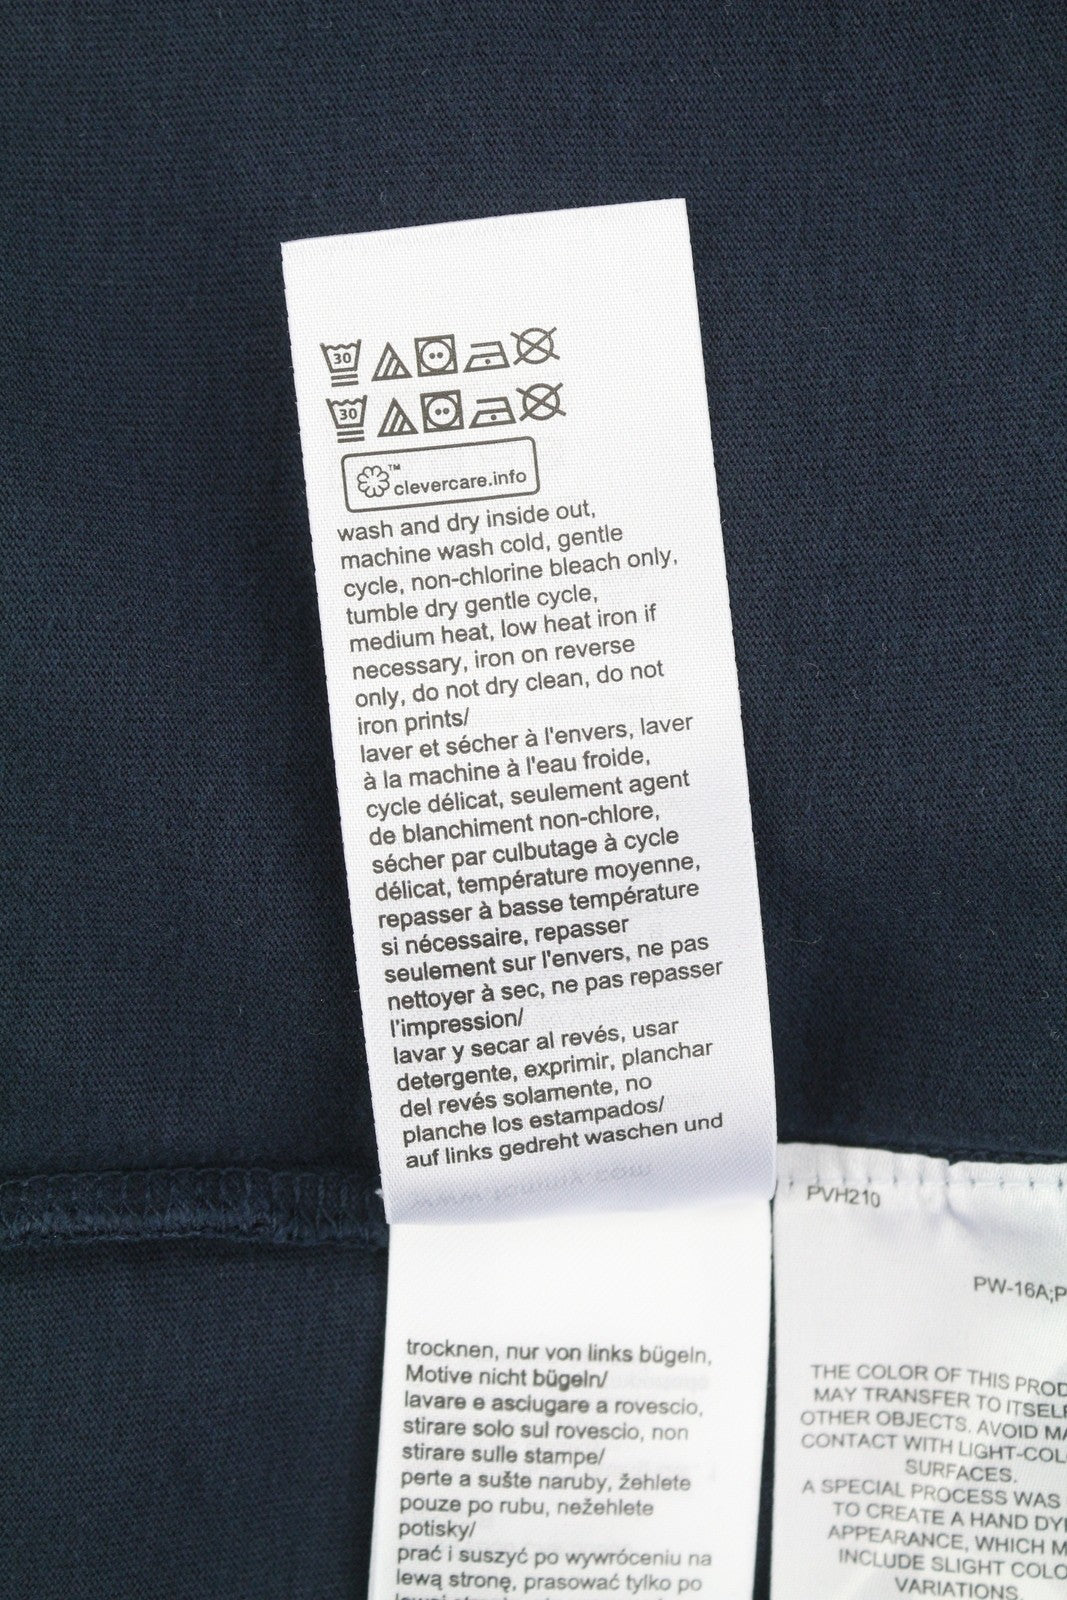 30
30
™
clevercare.info
wash and dry inside out,
machine wash cold, gentle
cycle, non-chlorine bleach only,
tumble dry gentle cycle,
medium heat, low heat iron if
necessary, iron on reverse
only, do not dry clean, do not
iron prints/
laver et sécher à l'envers, laver
à la machine à l'eau froide,
cycle délicat, seulement agent
de blanchiment non-chlore,
sécher par culbutage à cycle
délicat, température moyenne,
repasser à basse température
si nécessaire, repasser
seulement sur l'envers, ne pas
nettoyer à sec, ne pas repasser
l'impression/
lavar y secar al revés, usar
detergente, exprimir, planchar
del revés solamente, no
planche los estampados/
auf links gedreht waschen und
trocknen, nur von links bügeln,
Motive nicht bügeln/
lavare e asciugare a rovescio,
stirare solo sul rovescio, non
stirare sulle stampe/
perte a sušte naruby, žehlete
pouze po rubu, nežehlete
potisky/
prać i suszyć po wywróceniu na
lewą stronę, prasować tylko po
PVH210
PW-16A;P
THE COLOR OF THIS PROD
MAY TRANSFER TO ITSELF
OTHER OBJECTS. AVOID MA
CONTACT WITH LIGHT-COL
SURFACES.
A SPECIAL PROCESS WAS
TO CREATE A HAND DY
APPEARANCE, WHICH M
INCLUDE SLIGHT COLO
VARIATIONS.